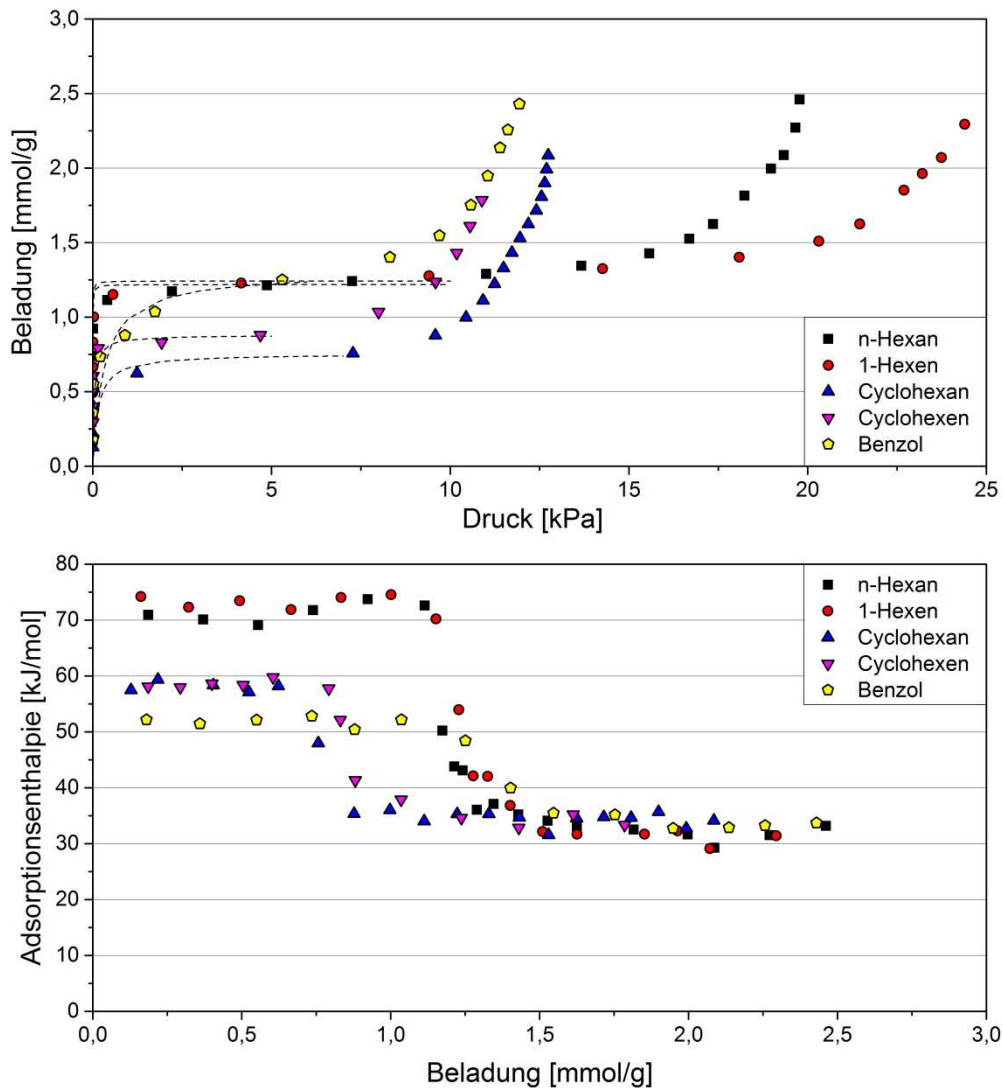 3,0
2,5
2,0
1,5
1,0
0,5
0,0
Beladung [mmol/g]
n-Hexan
1-Hexen
Cyclohexan
Cyclohexen
Benzol
0 5 10 15 20 25
Druck [kPa]
80
70
60
50
40
30
20
10
0
Adsorptionsenthalpie [kJ/mol]
n-Hexan
1-Hexen
Cyclohexan
Cyclohexen
Benzol
0,0 0,5 1,0 1,5 2,0 2,5 3,0
Beladung [mmol/g]